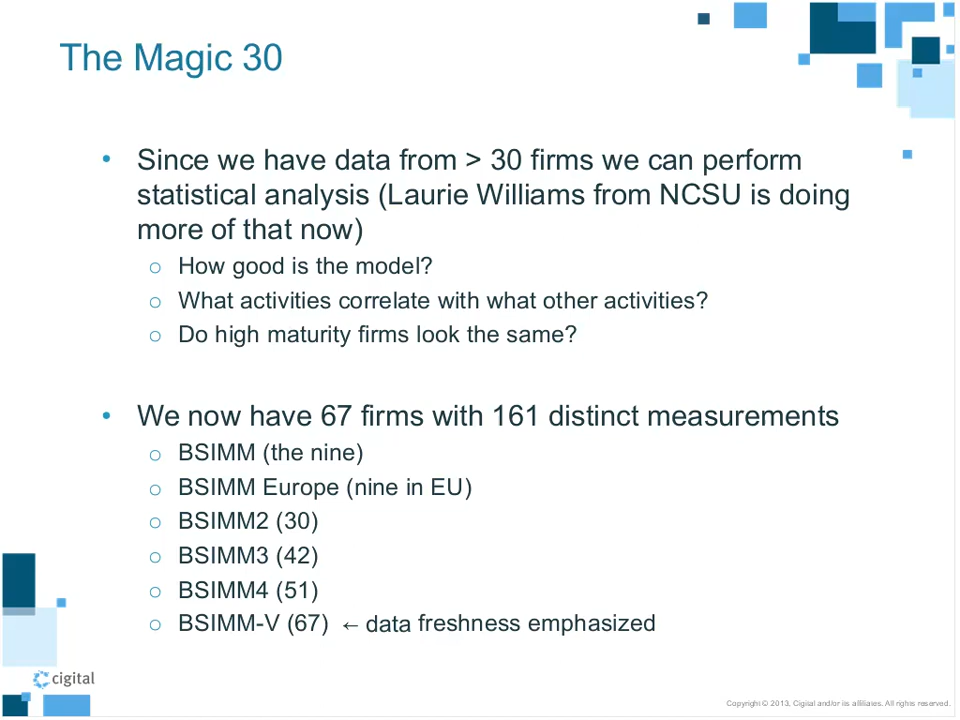 The Magic 30
• Since we have data from > 30 firms we can perform
statistical analysis (Laurie Williams from NCSU is doing
more of that now)
○ How good is the model?
○ What activities correlate with what other activities?
○ Do high maturity firms look the same?
• We now have 67 firms with 161 distinct measurements
○ BSIMM (the nine)
○ BSIMM Europe (nine in EU)
○ BSIMM2 (30)
○ BSIMM3 (42)
○ BSIMM4 (51)
○ BSIMM-V (67) ← data freshness emphasized
cigital
Copyright © 2013, Cigital and/or its affiliates. All rights reserved.